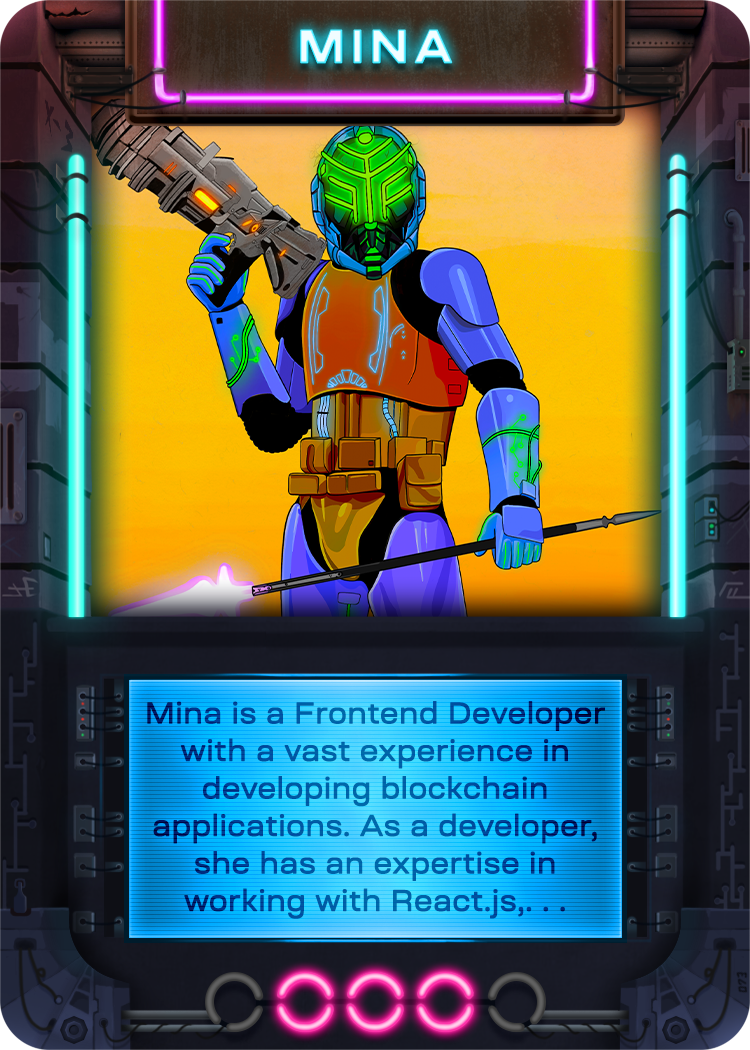 MINA
Mina is a Frontend Developer
with a vast experience in
developing blockchain
applications. As a developer,
she has an expertise in
working with React.js,. . .